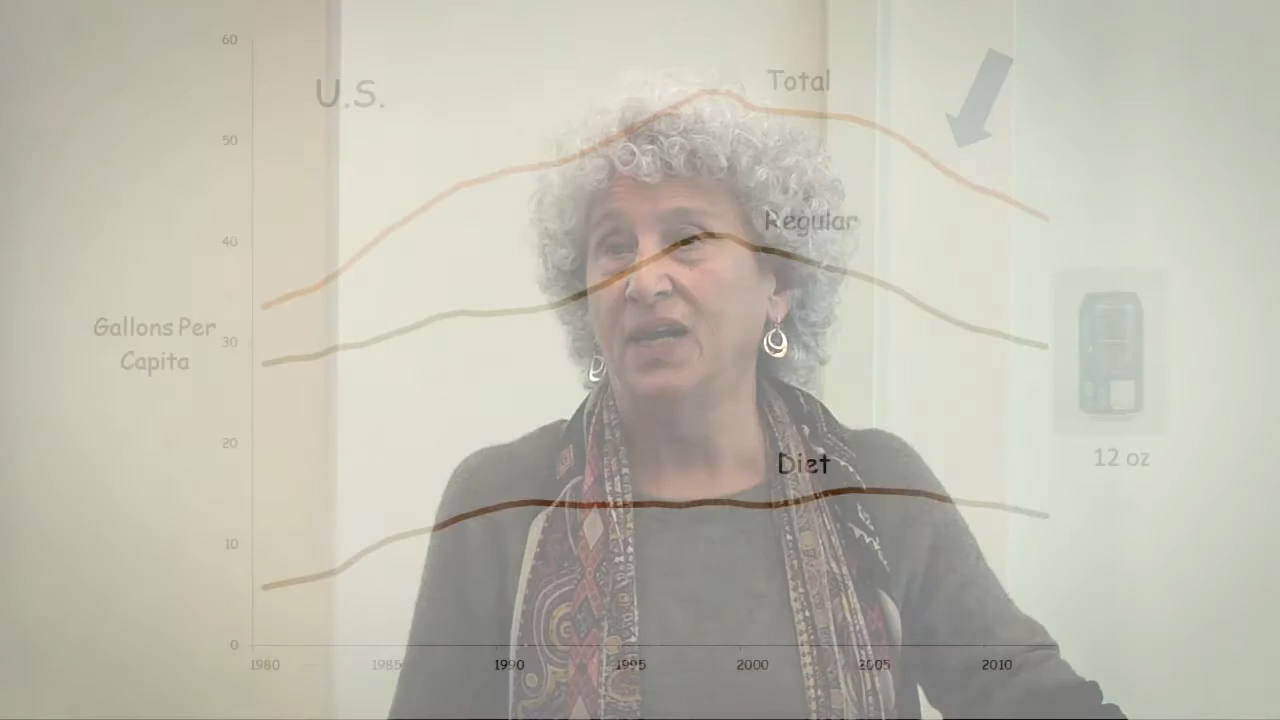 60
U.S.
Total
50
Regular
40
Gallons Per
Capita
30
12 oz
20
Diet
10
0
1980 1985 1990 1995 2000 2005 2010